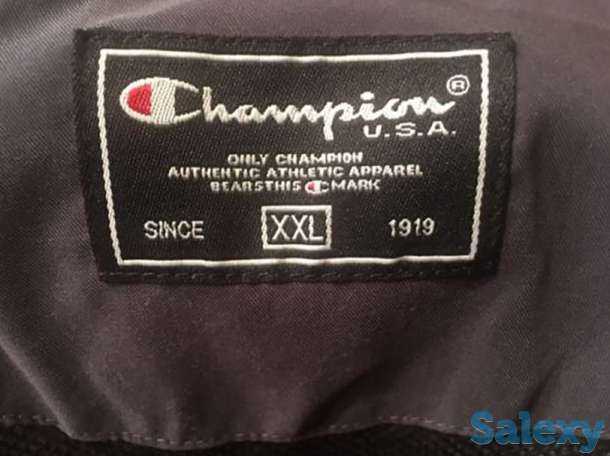 Champion®
U.S.A.
ONLY CHAMPION
AUTHENTIC ATHLETIC APPAREL
BEARS THIS C MARK
SINCE XXL 1919
Salexy